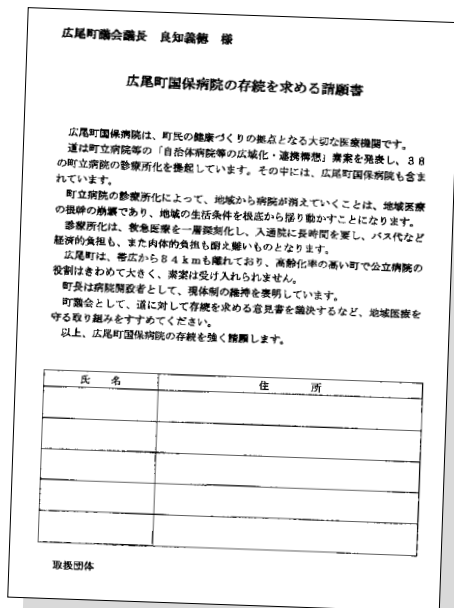 広尾町議会議長　良知義徳　様
広尾町国保病院の存続を求める請願書
広尾町国保病院は、町民の健康づくりの拠点となる大切な医療機関です。
道は町立病院等の「自治体病院等の広域化・連携構想」素案を発表し、３８
の町立病院の診療所化を提起しています。その中には、広尾町国保病院も含ま
れています。
町立病院の診療所化によって、地域から病院が消えていくことは、地域医療
の根幹の崩壊であり、地域の生活条件を根底から揺り動かすことになります。
診療所化は、救急医療を一層深刻化し、入通院に長時間を要し、バス代など
経済的負担も、また肉体的負担も耐え難いものとなります。
広尾町は、帯広から８４ｋｍも離れており、高齢化率の高い町で公立病院の
役割はきわめて大きく、素案は受け入れられません。
町長は病院開設者として、現体制の維持を表明しています。
町議会として、道に対して存続を求める意見書を議決するなど、地域医療を
守る取り組みをすすめてください。
以上、広尾町国保病院の存続を強く請願します。
氏　名　住　所
取扱団体